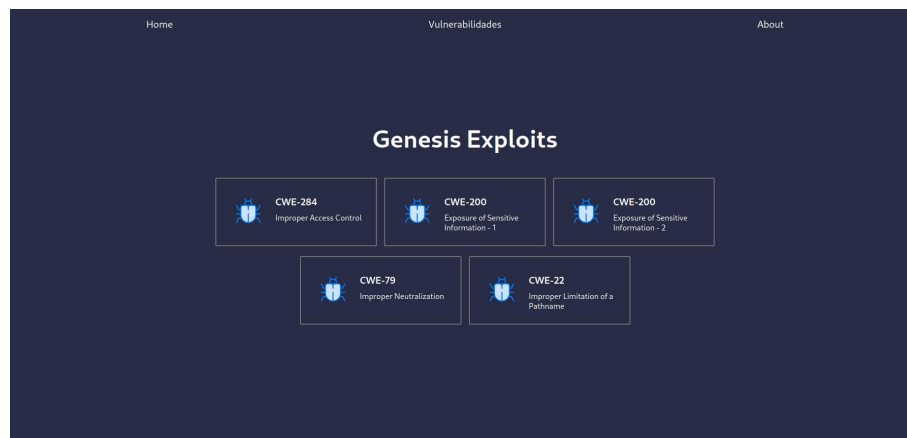 Home
Vulnerabilidades
About
Genesis Exploits
CWE-284
Improper Access Control
CWE-200
Exposure of Sensitive
Information - 1
CWE-200
Exposure of Sensitive
Information - 2
CWE-79
Improper Neutralization
CWE-22
Improper Limitation of a
Pathname